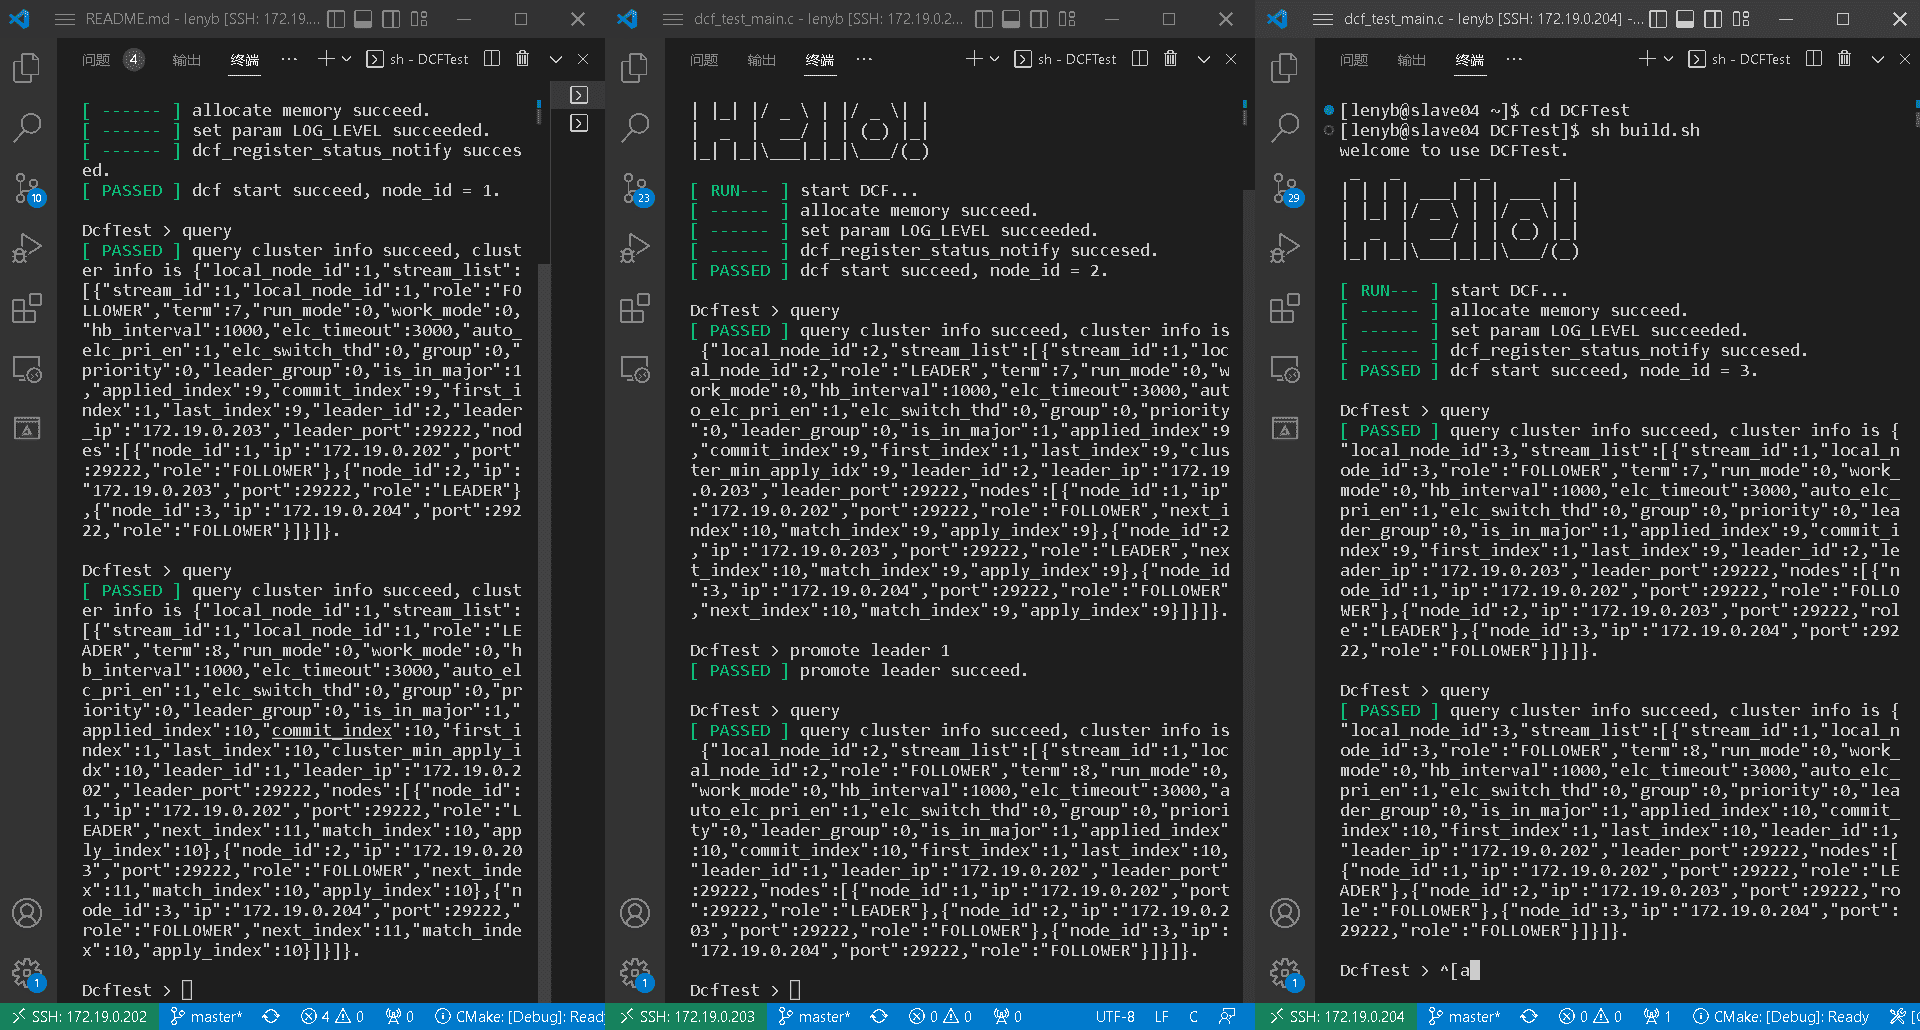 README.md - lenyb [SSH: 172.19....
问题 4 输出 终端 ··· sh - DCFTest
[ ------ ] allocate memory succeed.
[ ------ ] set param LOG_LEVEL succeeded.
[ ------ ] dcf_register_status_notify succes
ed.
[ PASSED ] dcf start succeed, node_id = 1.
DcfTest > query
[ PASSED ] query cluster info succeed, clust
er info is {"local_node_id":1,"stream_list":
[{"stream_id":1,"local_node_id":1,"role":"FO
LLOWER","term":7,"run_mode":0,"work_mode":0,
"hb_interval":1000,"elc_timeout":3000,"auto_
elc_pri_en":1,"elc_switch_thd":0,"group":0,"
priority":0,"leader_group":0,"is_in_major":1
,"applied_index":9,"commit_index":9,"first_i
ndex":1,"last_index":9,"leader_id":2,"leader
_ip":"172.19.0.203","leader_port":29222,"nod
es":[{"node_id":1,"ip":"172.19.0.202","port"
:29222,"role":"FOLLOWER"},{"node_id":2,"ip":
"172.19.0.203","port":29222,"role":"LEADER"}
,{"node_id":3,"ip":"172.19.0.204","port":292
22,"role":"FOLLOWER"}]}]}.
DcfTest > query
[ PASSED ] query cluster info succeed, clust
er info is {"local_node_id":1,"stream_list":
[{"stream_id":1,"local_node_id":1,"role":"LE
ADER","term":8,"run_mode":0,"work_mode":0,"h
b_interval":1000,"elc_timeout":3000,"auto_el
c_pri_en":1,"elc_switch_thd":0,"group":0,"pr
iority":0,"leader_group":0,"is_in_major":1,"
applied_index":10,"commit_index":10,"first_i
ndex":1,"last_index":10,"cluster_min_apply_i
dx":10,"leader_id":1,"leader_ip":"172.19.0.2
02","leader_port":29222,"nodes":[{"node_id":
1,"ip":"172.19.0.202","port":29222,"role":"L
EADER","next_index":11,"match_index":10,"app
ly_index":10},{"node_id":2,"ip":"172.19.0.20
3","port":29222,"role":"FOLLOWER","next_inde
x":11,"match_index":10,"apply_index":10},{"n
ode_id":3,"ip":"172.19.0.204","port":29222,"
role":"FOLLOWER","next_index":11,"match_inde
x":10,"apply_index":10}]}]}.
DcfTest >
10
1
SSH: 172.19.0.202 master* 4 0 0 CMake: [Debug]: Ready
dcf_test_main.c - lenyb [SSH: 172.19.0.2...
问题 输出 终端 ··· sh - DCFTest
Hello!
[ RUN--- ] start DCF...
[ ------ ] allocate memory succeed.
[ ------ ] set param LOG_LEVEL succeeded.
[ ------ ] dcf_register_status_notify succesed.
[ PASSED ] dcf start succeed, node_id = 2.
DcfTest > query
[ PASSED ] query cluster info succeed, cluster info is
{"local_node_id":2,"stream_list":[{"stream_id":1,"loc
al_node_id":2,"role":"LEADER","term":7,"run_mode":0,"w
ork_mode":0,"hb_interval":1000,"elc_timeout":3000,"aut
o_elc_pri_en":1,"elc_switch_thd":0,"group":0,"priority
":0,"leader_group":0,"is_in_major":1,"applied_index":9
,"commit_index":9,"first_index":1,"last_index":9,"clus
ter_min_apply_idx":9,"leader_id":2,"leader_ip":"172.19
.0.203","leader_port":29222,"nodes":[{"node_id":1,"ip"
:"172.19.0.202","port":29222,"role":"FOLLOWER","next_i
ndex":10,"match_index":9,"apply_index":9},{"node_id":2
,"ip":"172.19.0.203","port":29222,"role":"LEADER","nex
t_index":10,"match_index":9,"apply_index":9},{"node_id
":3,"ip":"172.19.0.204","port":29222,"role":"FOLLOWER"
,"next_index":10,"match_index":9,"apply_index":9}]}]}.
DcfTest > promote leader 1
[ PASSED ] promote leader succeed.
DcfTest > query
[ PASSED ] query cluster info succeed, cluster info is
{"local_node_id":2,"stream_list":[{"stream_id":1,"loc
al_node_id":2,"role":"FOLLOWER","term":8,"run_mode":0,
"work_mode":0,"hb_interval":1000,"elc_timeout":3000,"a
uto_elc_pri_en":1,"elc_switch_thd":0,"group":0,"priori
ty":0,"leader_group":0,"is_in_major":1,"applied_index"
:10,"commit_index":10,"first_index":1,"last_index":10,
"leader_id":1,"leader_ip":"172.19.0.202","leader_port"
:29222,"nodes":[{"node_id":1,"ip":"172.19.0.202","port
":29222,"role":"LEADER"},{"node_id":2,"ip":"172.19.0.2
03","port":29222,"role":"FOLLOWER"},{"node_id":3,"ip":
"172.19.0.204","port":29222,"role":"FOLLOWER"}]}]}.
DcfTest >
23
1
SSH: 172.19.0.203 master* 0 0 0 UTF-8 LF C
dcf_test_main.c - lenyb [SSH: 172.19.0.204] -...
问题 输出 终端 ··· sh - DCFTest
[lenyb@slave04 ~]$ cd DCFTest
[lenyb@slave04 DCFTest]$ sh build.sh
welcome to use DCFTest.
Hello!
[ RUN--- ] start DCF...
[ ------ ] allocate memory succeed.
[ ------ ] set param LOG_LEVEL succeeded.
[ ------ ] dcf_register_status_notify succesed.
[ PASSED ] dcf start succeed, node_id = 3.
DcfTest > query
[ PASSED ] query cluster info succeed, cluster info is {
"local_node_id":3,"stream_list":[{"stream_id":1,"local_n
ode_id":3,"role":"FOLLOWER","term":7,"run_mode":0,"work_
mode":0,"hb_interval":1000,"elc_timeout":3000,"auto_elc_
pri_en":1,"elc_switch_thd":0,"group":0,"priority":0,"lea
der_group":0,"is_in_major":1,"applied_index":9,"commit_i
ndex":9,"first_index":1,"last_index":9,"leader_id":2,"le
ader_ip":"172.19.0.203","leader_port":29222,"nodes":[{"n
ode_id":1,"ip":"172.19.0.202","port":29222,"role":"FOLLO
WER"},{"node_id":2,"ip":"172.19.0.203","port":29222,"rol
e":"LEADER"},{"node_id":3,"ip":"172.19.0.204","port":292
22,"role":"FOLLOWER"}]}]}.
DcfTest > query
[ PASSED ] query cluster info succeed, cluster info is {
"local_node_id":3,"stream_list":[{"stream_id":1,"local_n
ode_id":3,"role":"FOLLOWER","term":8,"run_mode":0,"work_
mode":0,"hb_interval":1000,"elc_timeout":3000,"auto_elc_
pri_en":1,"elc_switch_thd":0,"group":0,"priority":0,"lea
der_group":0,"is_in_major":1,"applied_index":10,"commit_
index":10,"first_index":1,"last_index":10,"leader_id":1,
"leader_ip":"172.19.0.202","leader_port":29222,"nodes":[
{"node_id":1,"ip":"172.19.0.202","port":29222,"role":"LE
ADER"},{"node_id":2,"ip":"172.19.0.203","port":29222,"ro
le":"FOLLOWER"},{"node_id":3,"ip":"172.19.0.204","port":
29222,"role":"FOLLOWER"}]}]}.
DcfTest > ^[a
29
1
SSH: 172.19.0.204 master* 0 0 1 CMake: [Debug]: Ready